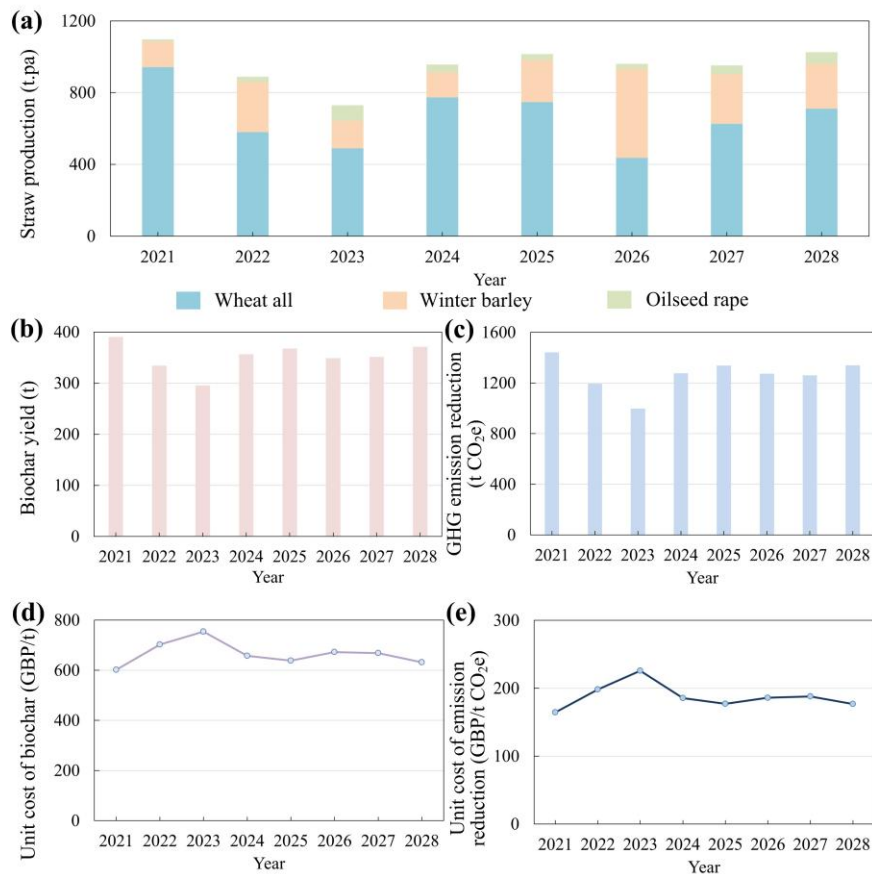 (a)
Straw production (t.pa)
1200
800
400
0
2021 2022 2023 2024 2025 2026 2027 2028
Year
Wheat all Winter barley Oilseed rape
(b)
Biochar yield (t)
400
300
200
100
0
2021 2022 2023 2024 2025 2026 2027 2028
Year
(c)
GHG emission reduction
(t CO₂e)
1600
1200
800
400
0
2021 2022 2023 2024 2025 2026 2027 2028
Year
(d)
Unit cost of biochar (GBP/t)
800
600
400
200
0
2021 2022 2023 2024 2025 2026 2027 2028
Year
(e)
Unit cost of emission
reduction (GBP/t CO₂e)
300
200
100
0
2021 2022 2023 2024 2025 2026 2027 2028
Year